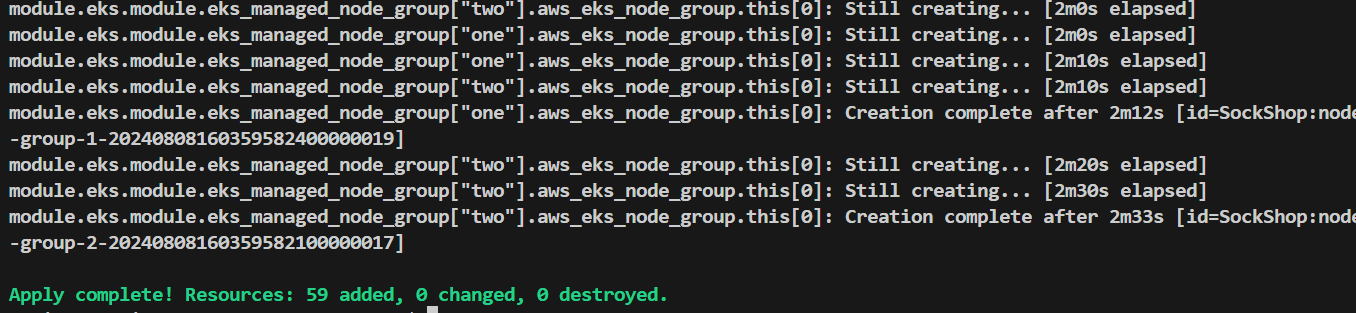 module.eks.module.eks_managed_node_group["two"].aws_eks_node_group.this[0]: Still creating... [2m0s elapsed]
module.eks.module.eks_managed_node_group["one"].aws_eks_node_group.this[0]: Still creating... [2m0s elapsed]
module.eks.module.eks_managed_node_group["one"].aws_eks_node_group.this[0]: Still creating... [2m10s elapsed]
module.eks.module.eks_managed_node_group["two"].aws_eks_node_group.this[0]: Still creating... [2m10s elapsed]
module.eks.module.eks_managed_node_group["one"].aws_eks_node_group.this[0]: Creation complete after 2m12s [id=SockShop:node
-group-1-20240808160359582400000019]
module.eks.module.eks_managed_node_group["two"].aws_eks_node_group.this[0]: Still creating... [2m20s elapsed]
module.eks.module.eks_managed_node_group["two"].aws_eks_node_group.this[0]: Still creating... [2m30s elapsed]
module.eks.module.eks_managed_node_group["two"].aws_eks_node_group.this[0]: Creation complete after 2m33s [id=SockShop:node
-group-2-20240808160359582100000017]
Apply complete! Resources: 59 added, 0 changed, 0 destroyed.